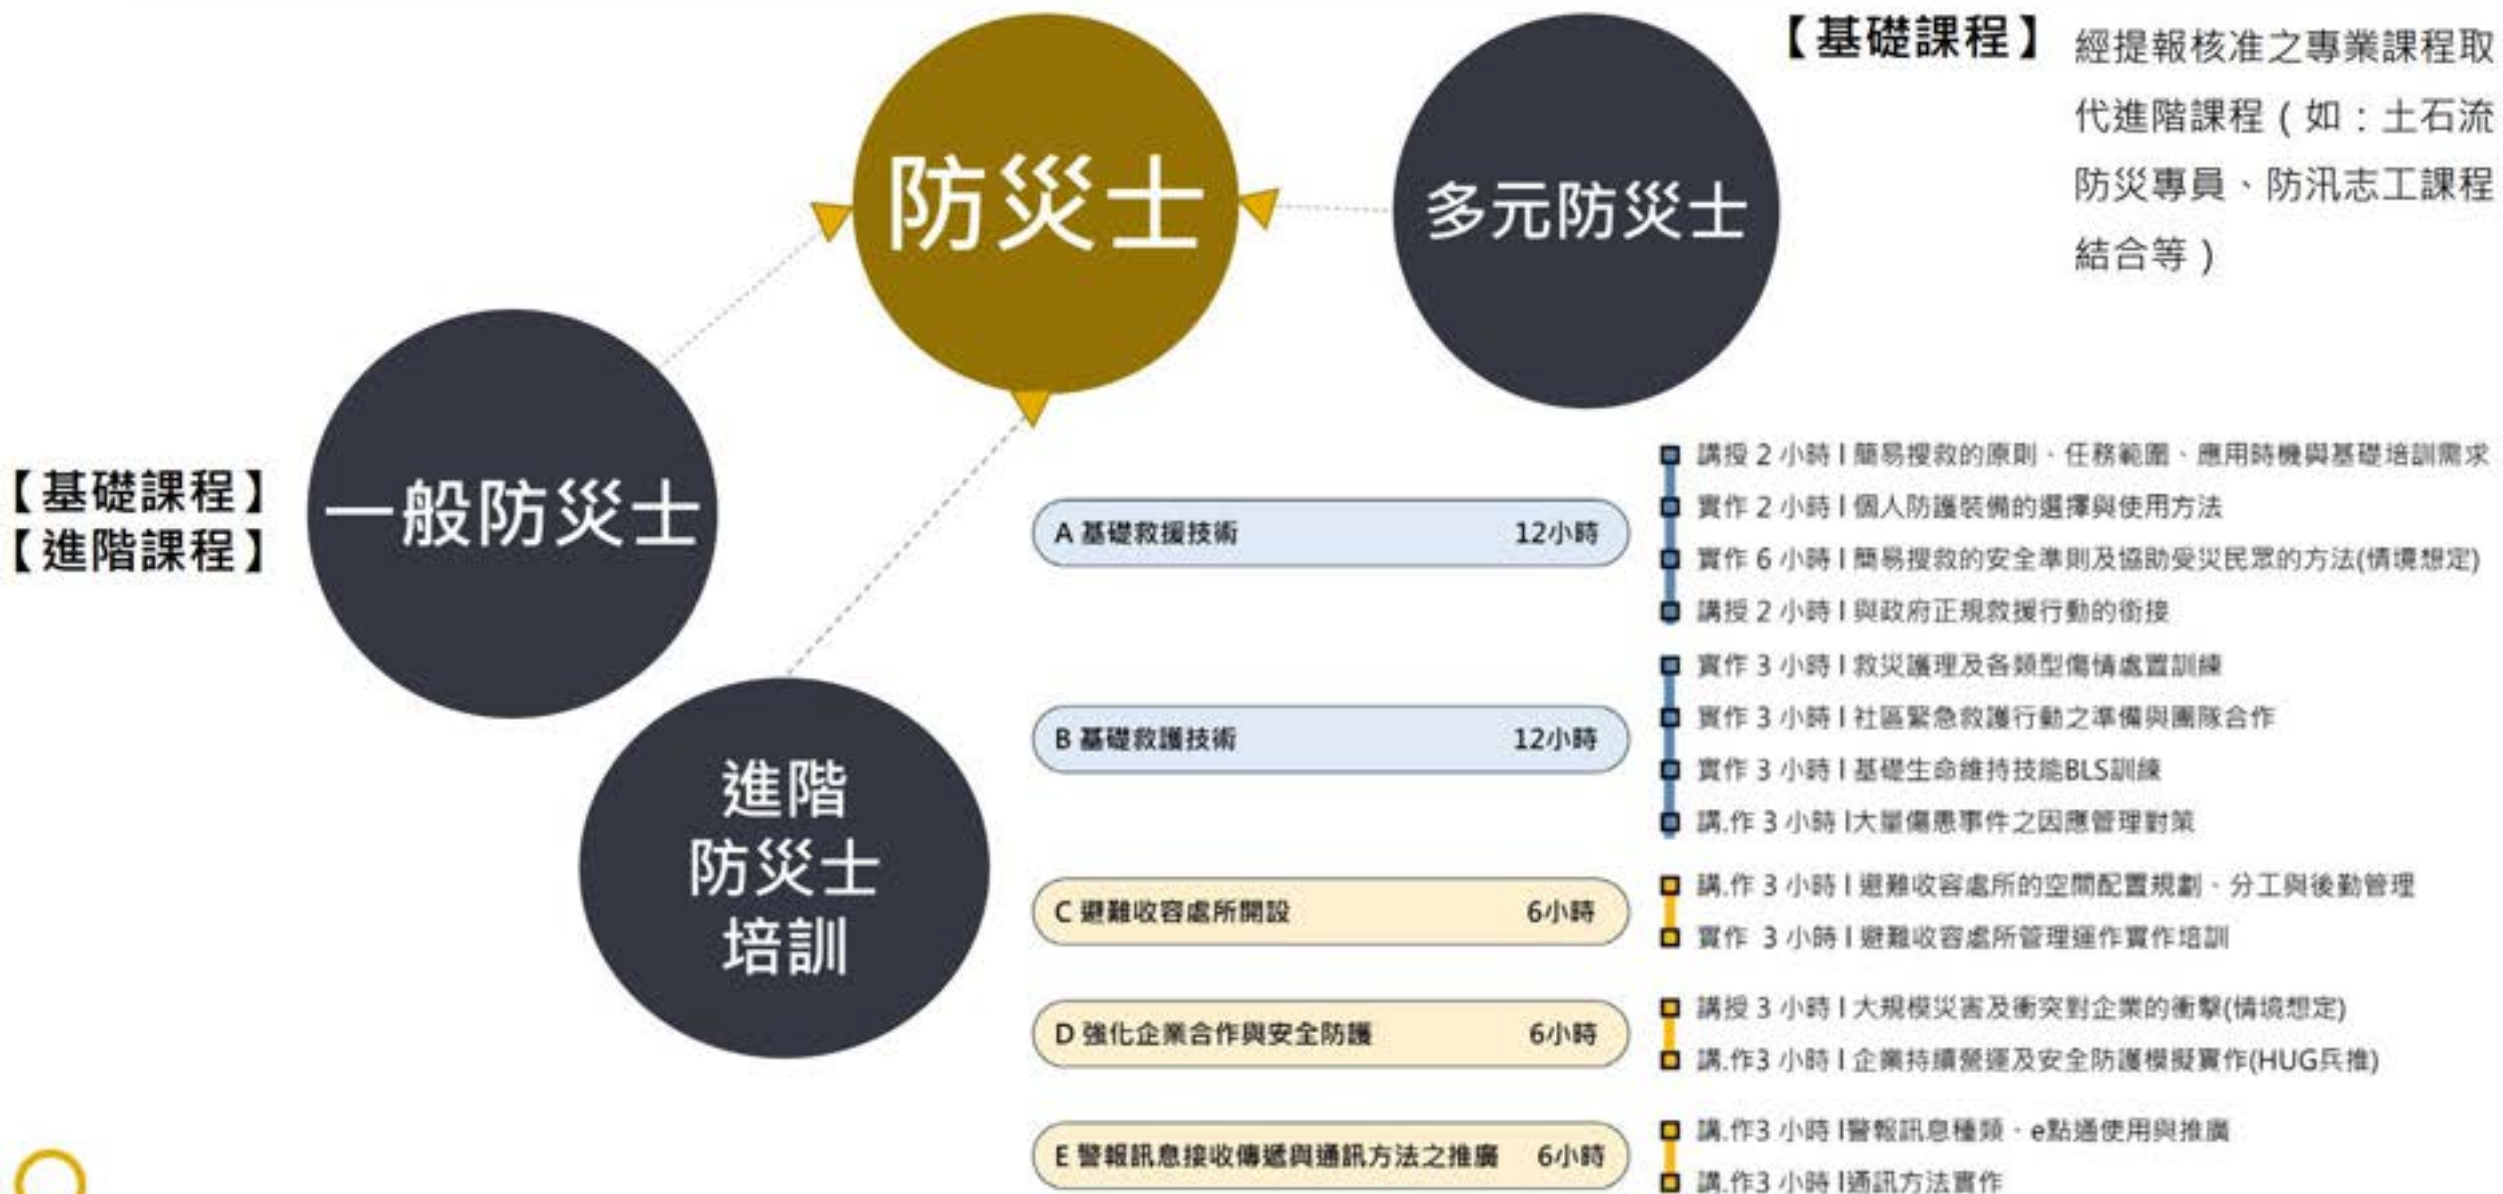 防災士
多元防災士
【基礎課程】
經提報核准之專業課程取
代進階課程(如:土石流
防災專員、防汛志工課程
結合等)
【基礎課程】
【進階課程】
一般防災士
進階
防災士
培訓
A 基礎救援技術 12小時
講授 2 小時 l 簡易搜救的原則、任務範圍、應用時機與基礎培訓需求
實作 2 小時 l 個人防護裝備的選擇與使用方法
實作 6 小時 l 簡易搜救的安全準則及協助受災民眾的方法(情境想定)
講授 2 小時 l 與政府正規救援行動的銜接
B 基礎救護技術 12小時
實作 3 小時 l 救災護理及各類型傷情處置訓練
實作 3 小時 l 社區緊急救護行動之準備與團隊合作
實作 3 小時 l 基礎生命維持技能BLS訓練
講.作 3 小時 l大量傷患事件之因應管理對策
C 避難收容處所開設 6小時
講.作 3 小時 l 避難收容處所的空間配置規劃、分工與後勤管理
實作 3 小時 l 避難收容處所管理運作實作培訓
D 強化企業合作與安全防護 6小時
講授 3 小時 l 大規模災害及衝突對企業的衝擊(情境想定)
講.作3 小時 l 企業持續營運及安全防護模擬實作(HUG兵推)
E 警報訊息接收傳遞與通訊方法之推廣 6小時
講.作3 小時 l警報訊息種類、e點通使用與推廣
講.作3 小時 l通訊方法實作